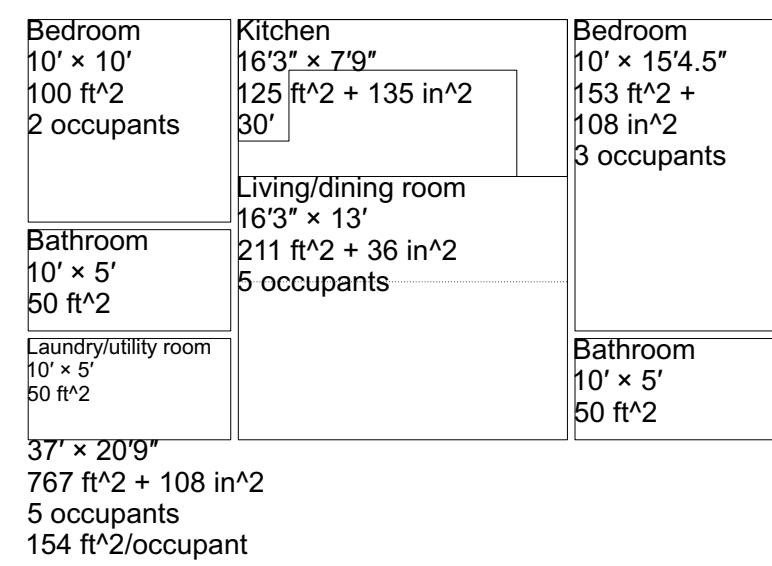 Bedroom
10′ × 10′
100 ft^2
2 occupants
Kitchen
16′3″ × 7′9″
125 ft^2 + 135 in^2
30′
Bedroom
10′ × 15′4.5″
153 ft^2 +
108 in^2
3 occupants
Living/dining room
16′3″ × 13′
211 ft^2 + 36 in^2
5 occupants
Bathroom
10′ × 5′
50 ft^2
Laundry/utility room
10′ × 5′
50 ft^2
Bathroom
10′ × 5′
50 ft^2
37′ × 20′9″
767 ft^2 + 108 in^2
5 occupants
154 ft^2/occupant